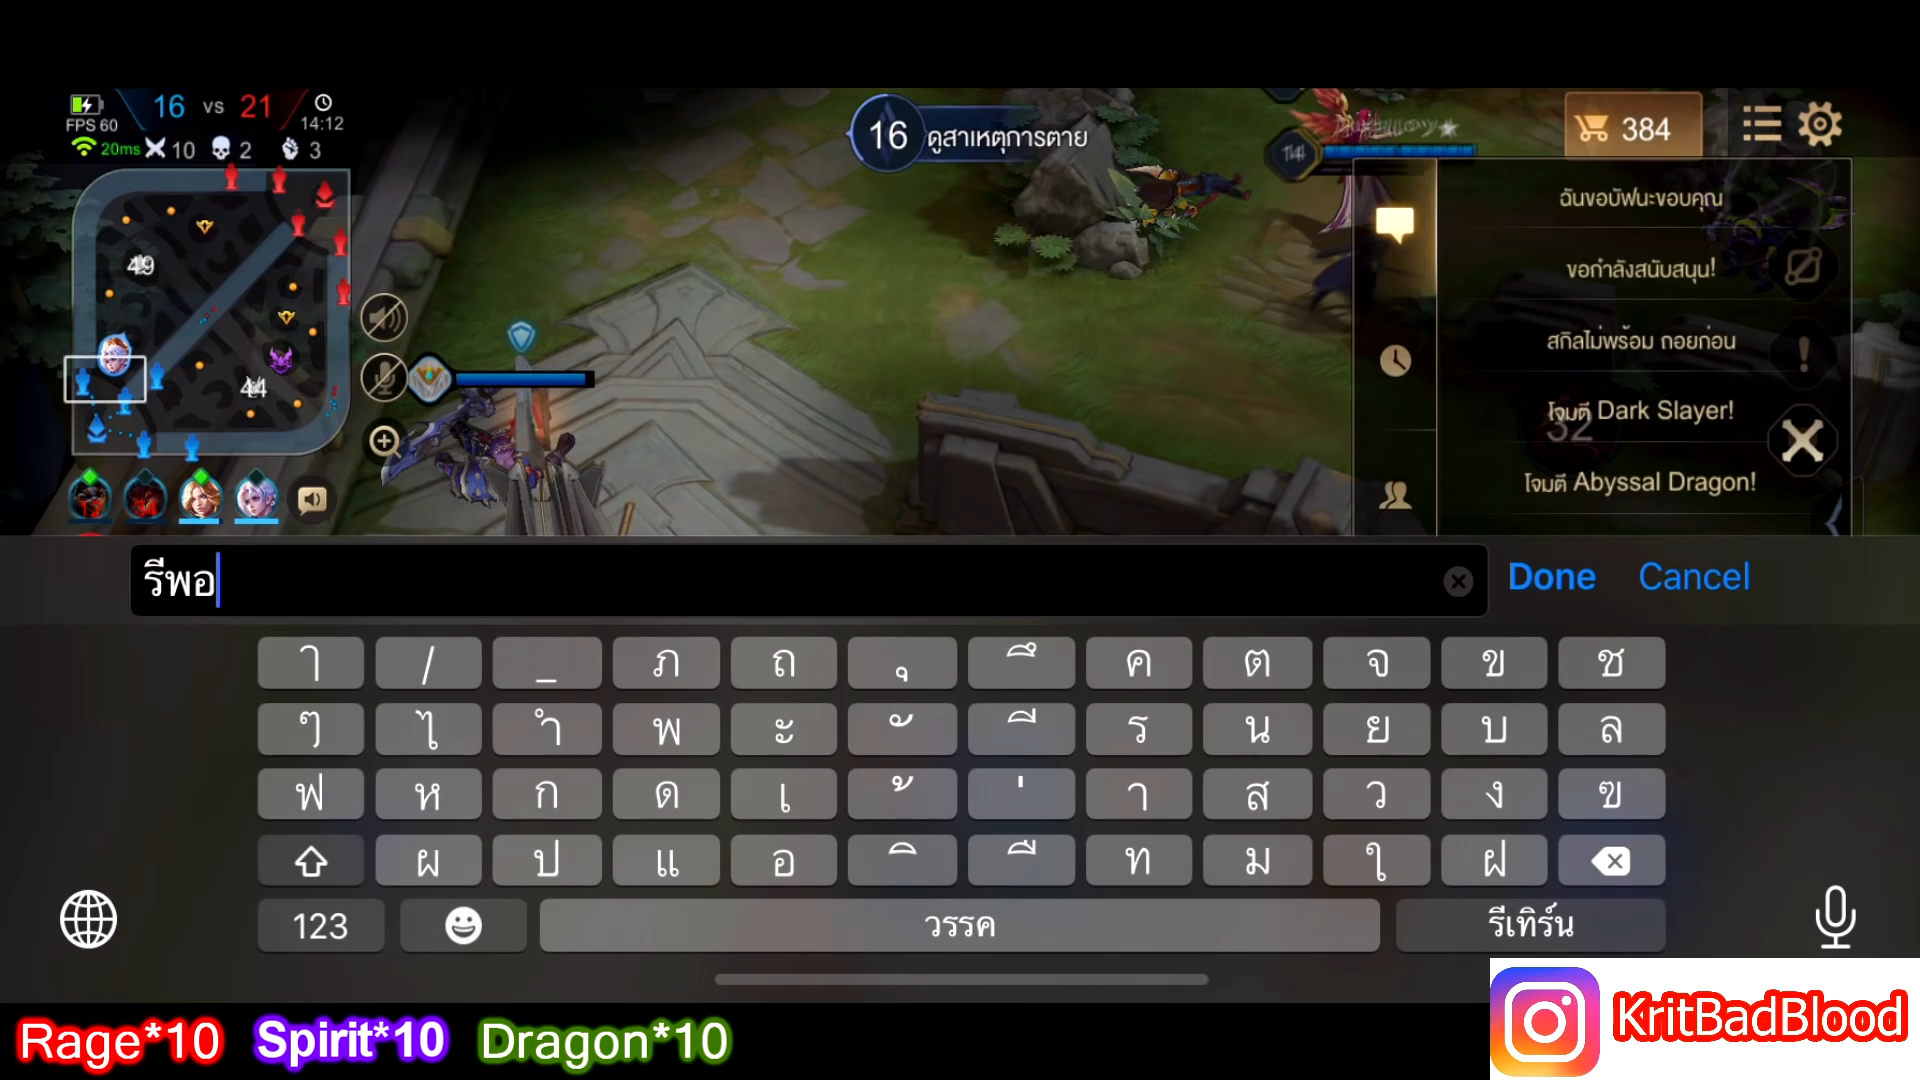 16 vs 21
FPS 60
14:12
20ms
10
2
3
49
44
16 ดูสาเหตุการตาย
384
ฉันขอบัฟนะขอบคุณ
ขอกำลังสนับสนุน!
สกิลไม่พร้อม ถอยก่อน
โจมตี Dark Slayer!
32
โจมตี Abyssal Dragon!
รีพอ
Done
Cancel
ๅ / _ ภ ถ ุ ึ ค ต จ ข ช
ๆ ไ ำ พ ะ ั ี ร น ย บ ล
ฟ ห ก ด เ ้ ่ า ส ว ง ฃ
ผ ป แ อ ิ ื ท ม ใ ฝ
123
วรรค
รีเทิร์น
Rage*10 Spirit*10 Dragon*10
KritBadBlood